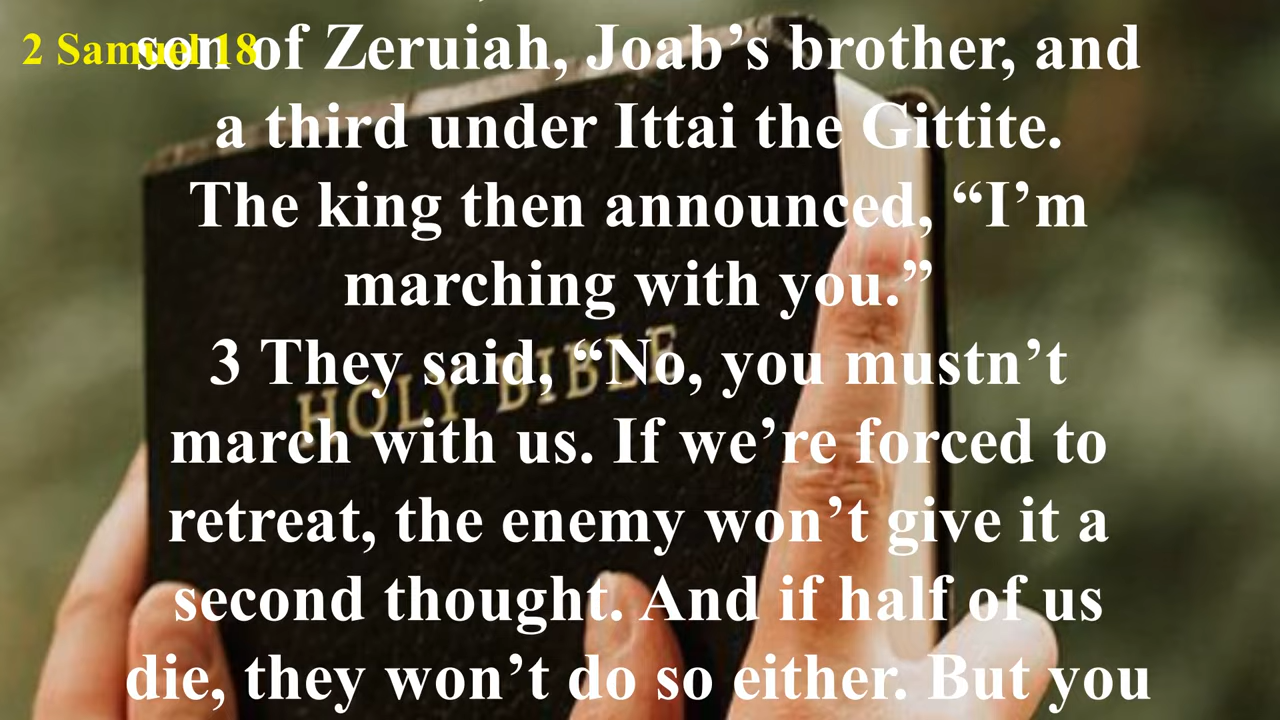 2 Samuel 18
son of Zeruiah, Joab’s brother, and
a third under Ittai the Gittite.
The king then announced, “I’m
marching with you.”
3 They said, “No, you mustn’t
march with us. If we’re forced to
retreat, the enemy won’t give it a
second thought. And if half of us
die, they won’t do so either. But you
HOLY BIBLE